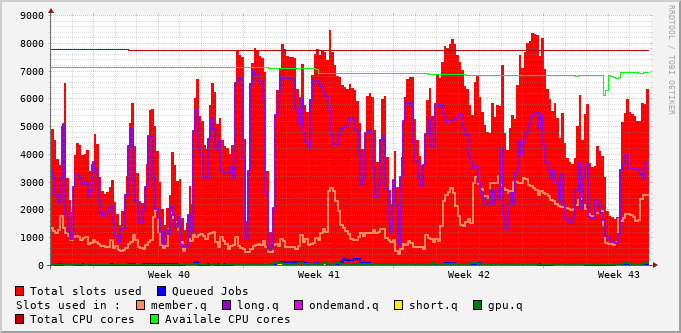 9000
8000
7000
6000
5000
4000
3000
2000
1000
0
Week 40 Week 41 Week 42 Week 43
RRDTOOL / TOBI OETIKER
Total slots used Queued Jobs
Slots used in : member.q long.q ondemand.q short.q gpu.q
Total CPU cores Availale CPU cores